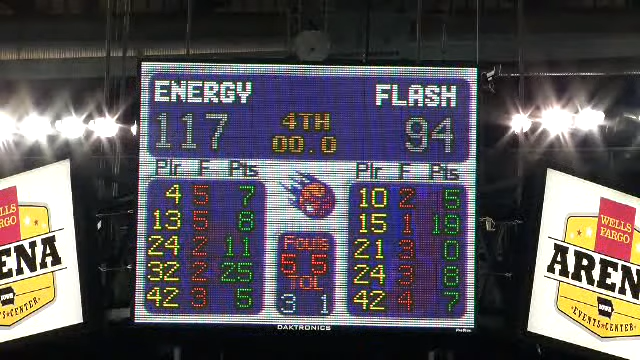 ENERGY FLASH
117 4TH 94
00.0
Plr F Pts Plr F Pts
4 5 7 10 2 5
13 5 8 15 1 19
24 2 11 21 3 0
32 2 25 24 3 8
42 3 5 42 4 7
Fouls
5 5
TOL
3 1
DAKTRONICS
WELLS
FARGO
ARENA
IOWA
EVENTS CENTER
WELLS
FARGO
ARENA
IOWA
EVENTS CENTER